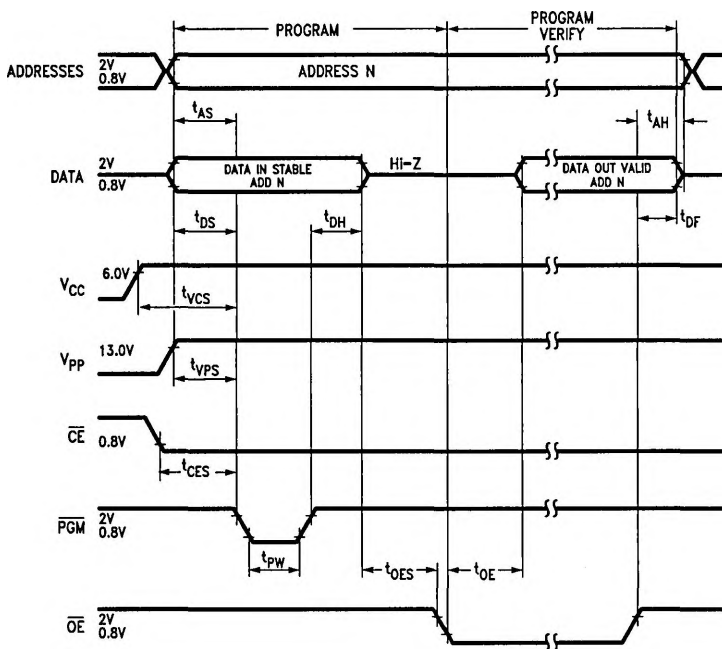 PROGRAM
PROGRAM
VERIFY
ADDRESSES
2V
0.8V
ADDRESS N
tAS
tAH
DATA
2V
0.8V
DATA IN STABLE
ADD N
Hi-Z
DATA OUT VALID
ADD N
tDS
tDH
tDF
VCC
6.0V
tVCS
VPP
13.0V
tVPS
CE
0.8V
tCES
PGM
2V
0.8V
tPW
tOES
tOE
OE
2V
0.8V